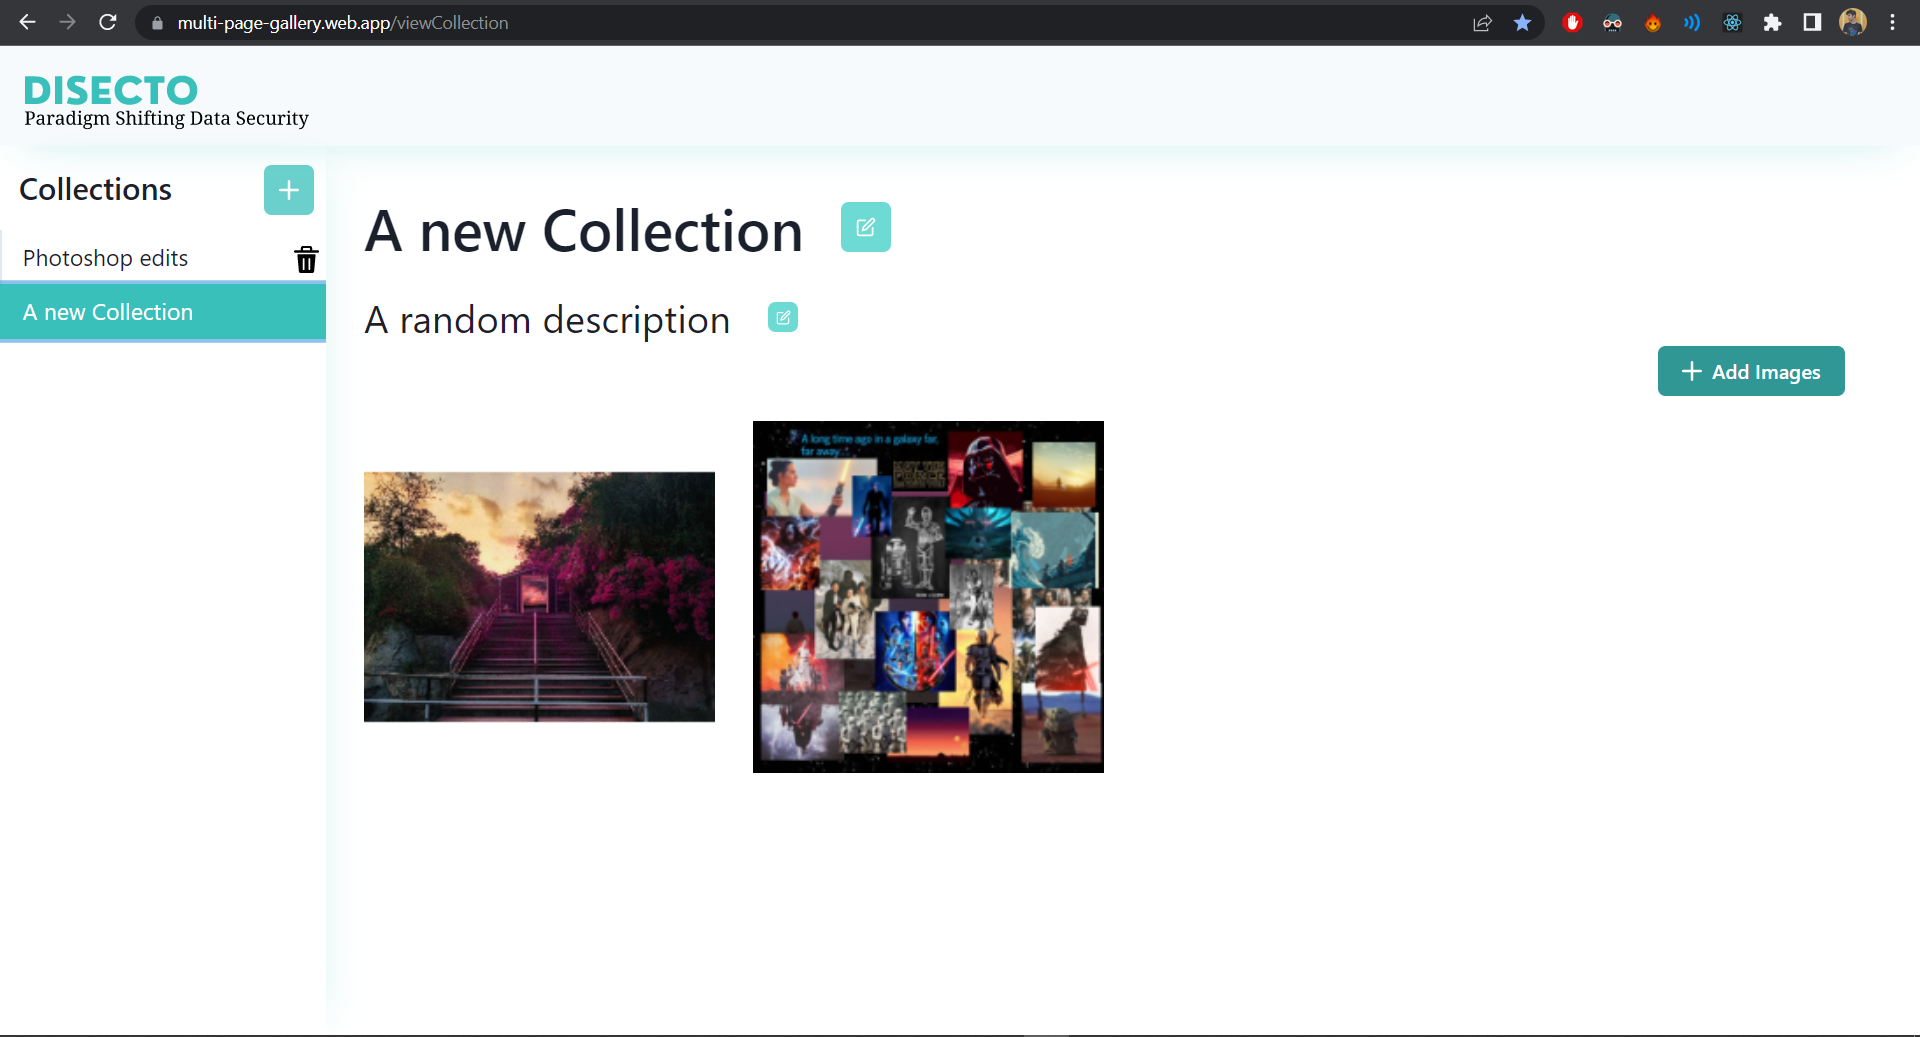 multi-page-gallery.web.app/viewCollection
DISECTO
Paradigm Shifting Data Security
Collections
Photoshop edits
A new Collection
A new Collection
A random description
Add Images
A long time ago in a galaxy far,
far away